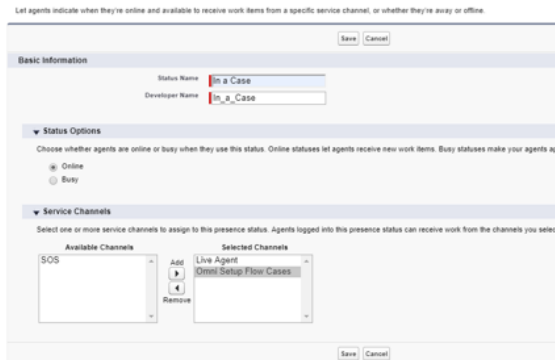 Let agents indicate when they're online and available to receive work items from a specific service channel, or whether they're away or offline.
Save Cancel
Basic Information
Status Name In a Case
Developer Name In_a_Case
Status Options
Choose whether agents are online or busy when they use this status. Online statuses let agents receive new work items. Busy statuses make your agents a
Online
Busy
Service Channels
Select one or more service channels to assign to this presence status. Agents logged into this presence status can receive work from the channels you selec
Available Channels Selected Channels
SOS Add Live Agent
Omni Setup Flow Cases
Remove
Save Cancel